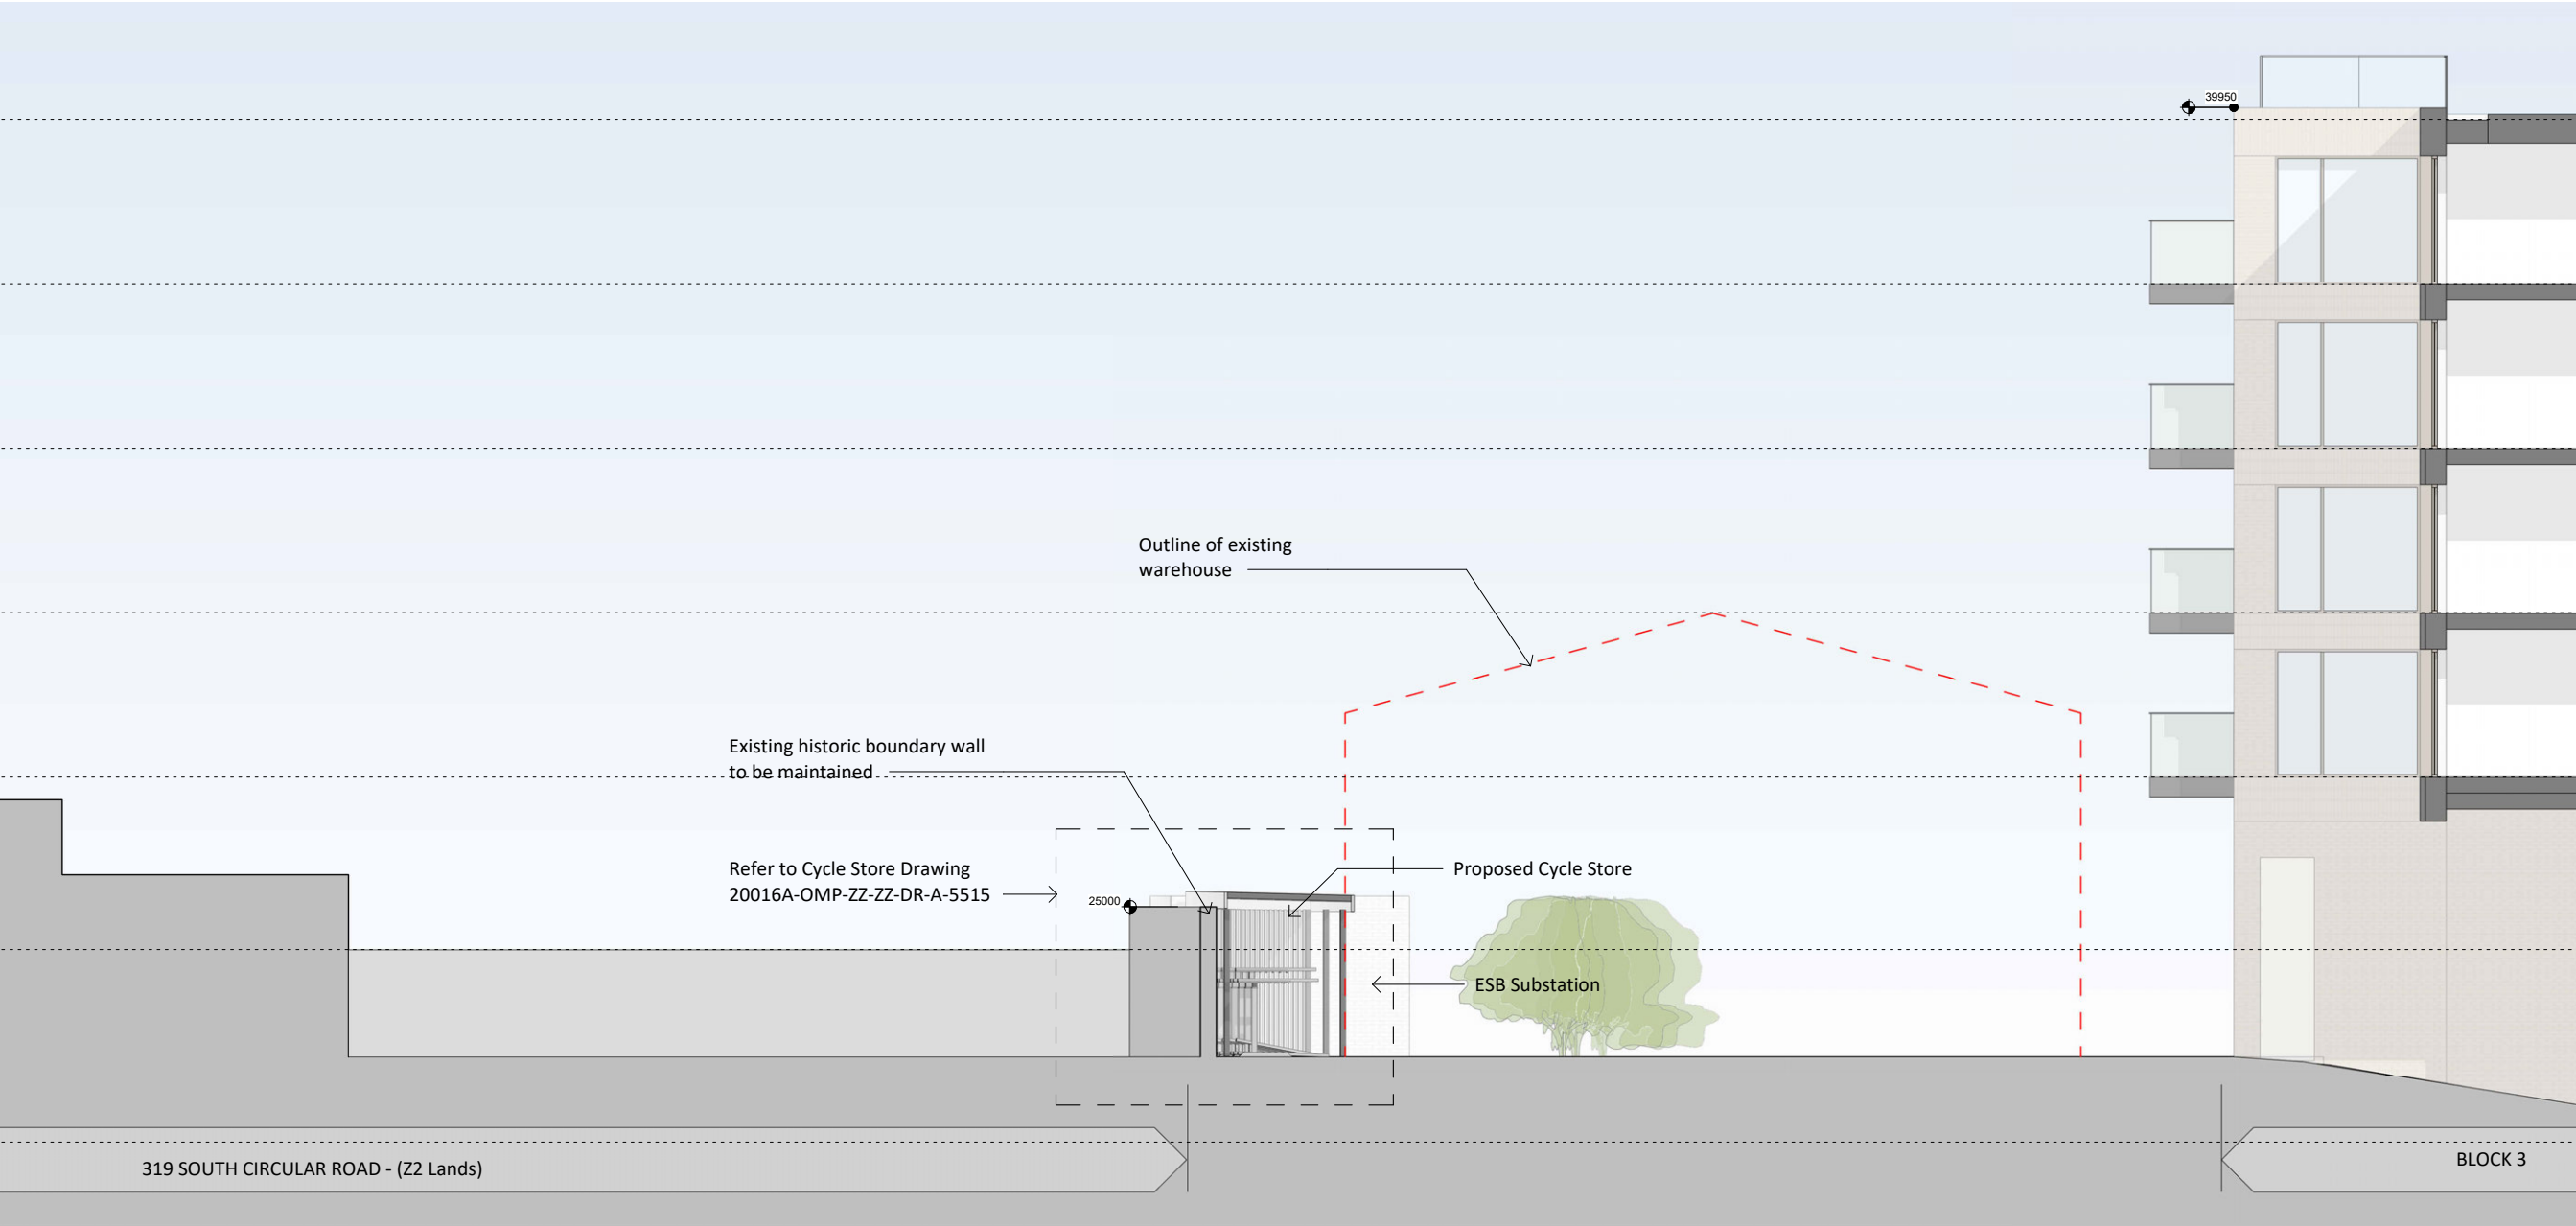 39950
Outline of existing
warehouse
Existing historic boundary wall
to be maintained
Refer to Cycle Store Drawing
20016A-OMP-ZZ-ZZ-DR-A-5515
Proposed Cycle Store
25000
ESB Substation
319 SOUTH CIRCULAR ROAD - (Z2 Lands)
BLOCK 3